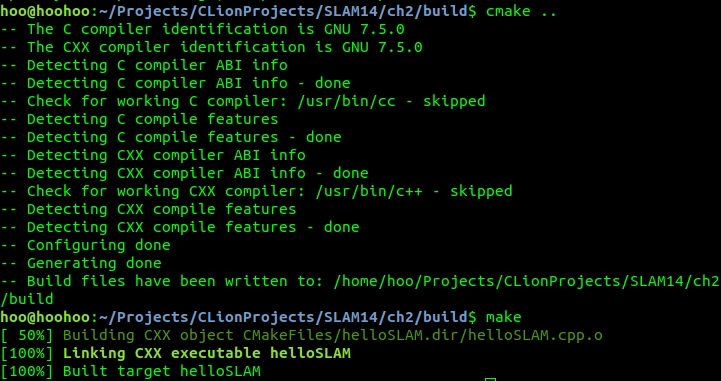 hoo@hoohoo:~/Projects/CLionProjects/SLAM14/ch2/build$ cmake ..
-- The C compiler identification is GNU 7.5.0
-- The CXX compiler identification is GNU 7.5.0
-- Detecting C compiler ABI info
-- Detecting C compiler ABI info - done
-- Check for working C compiler: /usr/bin/cc - skipped
-- Detecting C compile features
-- Detecting C compile features - done
-- Detecting CXX compiler ABI info
-- Detecting CXX compiler ABI info - done
-- Check for working CXX compiler: /usr/bin/c++ - skipped
-- Detecting CXX compile features
-- Detecting CXX compile features - done
-- Configuring done
-- Generating done
-- Build files have been written to: /home/hoo/Projects/CLionProjects/SLAM14/ch2
/build
hoo@hoohoo:~/Projects/CLionProjects/SLAM14/ch2/build$ make
[ 50%] Building CXX object CMakeFiles/helloSLAM.dir/helloSLAM.cpp.o
[100%] Linking CXX executable helloSLAM
[100%] Built target helloSLAM